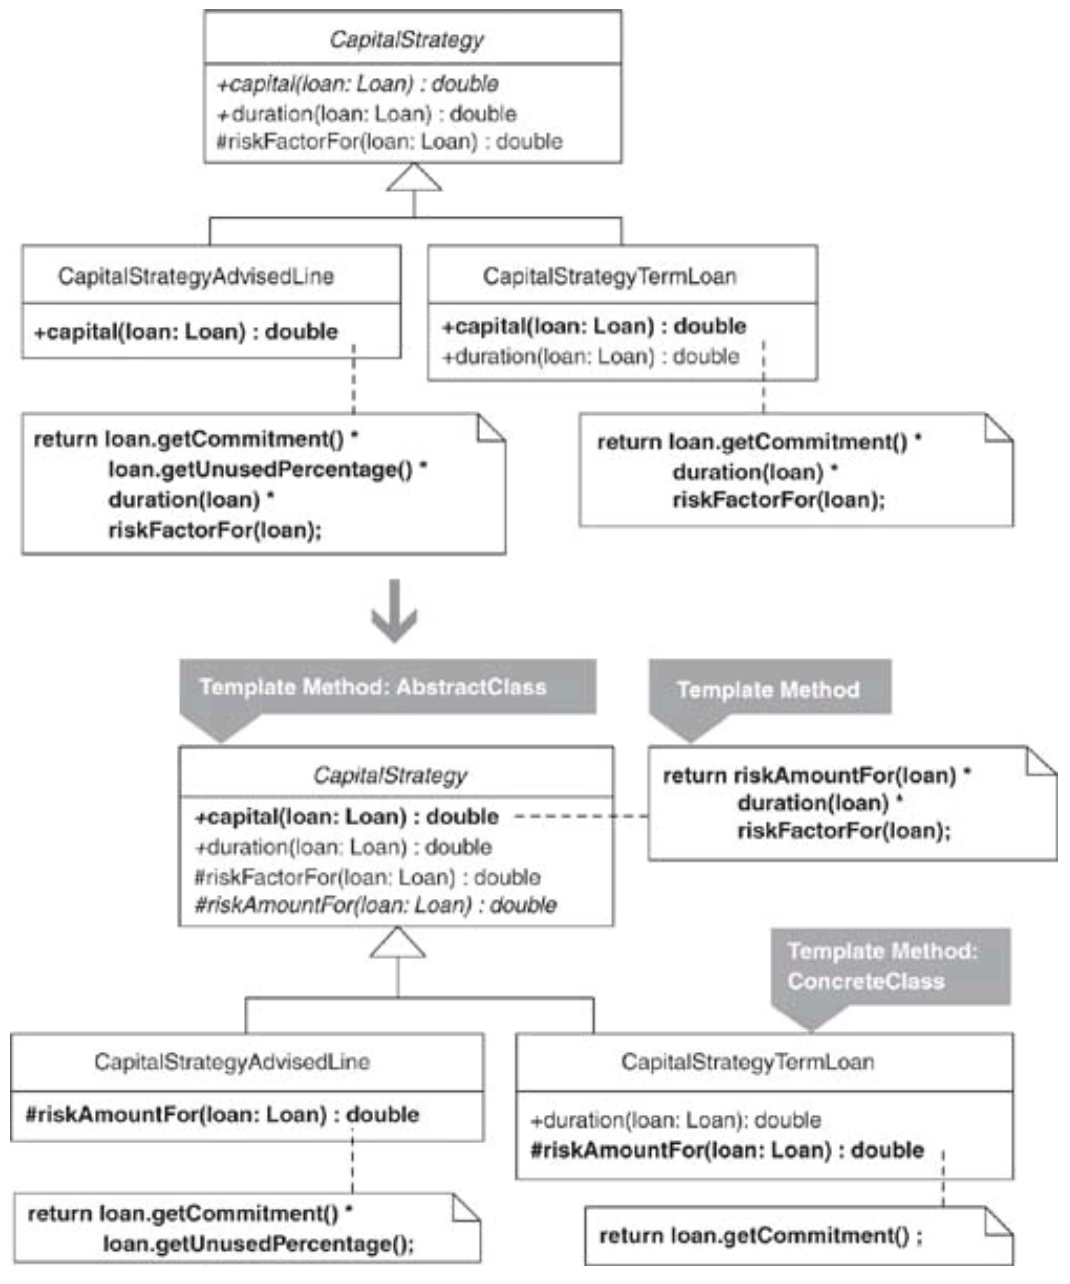 CapitalStrategy
+capital(loan: Loan) : double
+duration(loan: Loan) : double
#riskFactorFor(loan: Loan) : double
CapitalStrategyAdvisedLine
+capital(loan: Loan) : double
CapitalStrategyTermLoan
+capital(loan: Loan) : double
+duration(loan: Loan) : double
return loan.getCommitment() *
loan.getUnusedPercentage() *
duration(loan) *
riskFactorFor(loan);
return loan.getCommitment() *
duration(loan) *
riskFactorFor(loan);
Template Method: AbstractClass
Template Method
CapitalStrategy
+capital(loan: Loan) : double
+duration(loan: Loan) : double
#riskFactorFor(loan: Loan) : double
#riskAmountFor(loan: Loan) : double
return riskAmountFor(loan) *
duration(loan) *
riskFactorFor(loan);
Template Method:
ConcreteClass
CapitalStrategyAdvisedLine
#riskAmountFor(loan: Loan) : double
CapitalStrategyTermLoan
+duration(loan: Loan): double
#riskAmountFor(loan: Loan) : double
return loan.getCommitment() *
loan.getUnusedPercentage();
return loan.getCommitment() ;